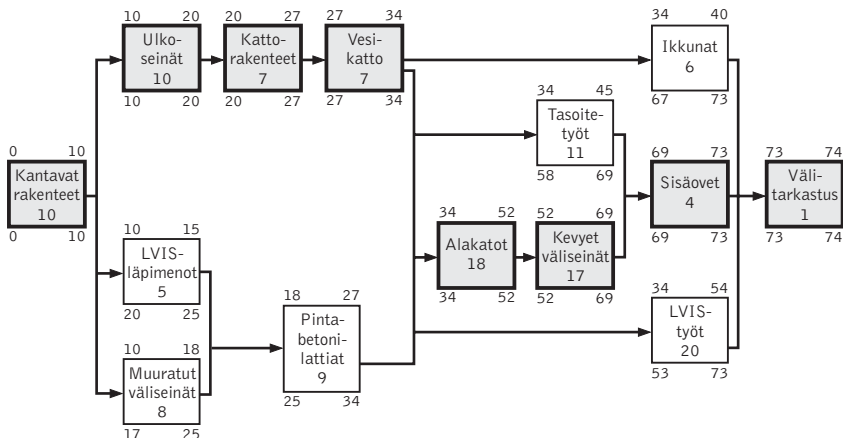 10 20
Ulko-
seinät
10
10 20
20 27
Katto-
rakenteet
7
20 27
27 34
Vesi-
katto
7
27 34
34 40
Ikkunat
6
67 73
34 45
Tasoite-
työt
11
58 69
0 10
Kantavat
rakenteet
10
0 10
69 73
Sisäovet
4
69 73
73 74
Väli-
tarkastus
1
73 74
34 52
Alakatot
18
34 52
52 69
Kevyet
väliseinät
17
52 69
10 15
LVIS-
läpimenot
5
20 25
18 27
Pinta-
betoni-
lattiat
9
25 34
34 54
LVIS-
työt
20
53 73
10 18
Muuratut
väliseinät
8
17 25